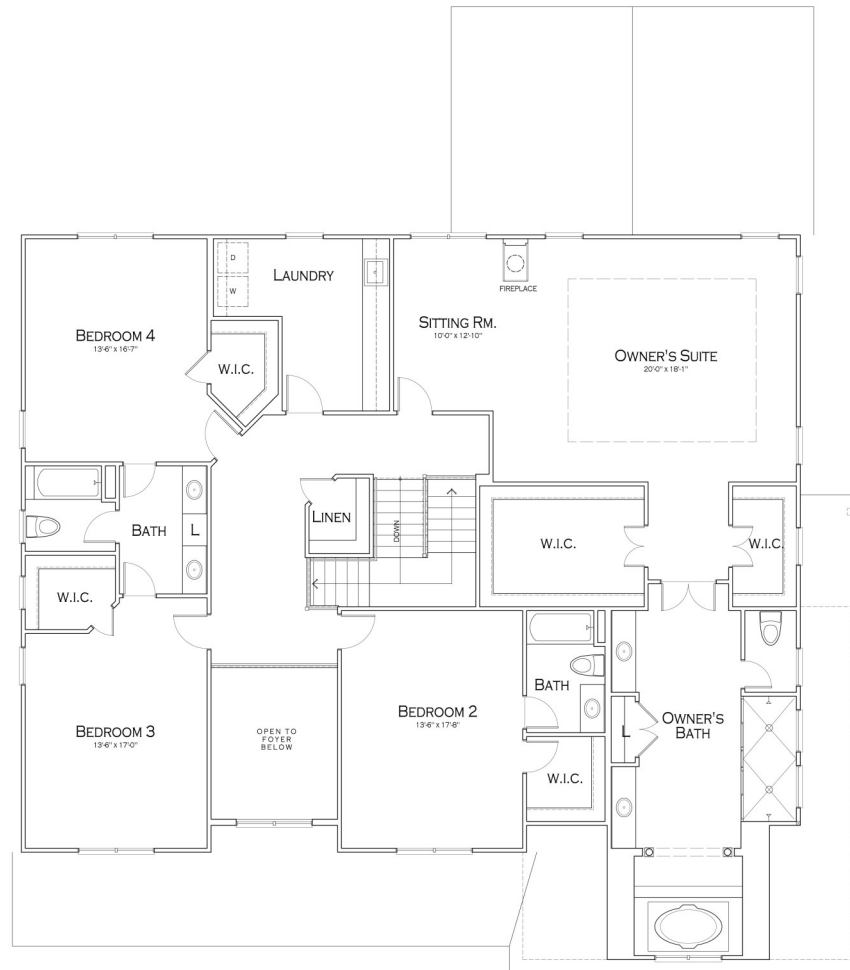 D
W
LAUNDRY
FIREPLACE
SITTING RM.
10'-0" x 12'-10"
BEDROOM 4
13'-6" x 16'-7"
W.I.C.
OWNER'S SUITE
20'-0" x 18'-1"
LINEN
DOWN
BATH
L
W.I.C.
W.I.C.
W.I.C.
BATH
BEDROOM 3
13'-6" x 17'-0"
OPEN TO
FOYER
BELOW
BEDROOM 2
13'-6" x 17'-8"
W.I.C.
L
OWNER'S
BATH